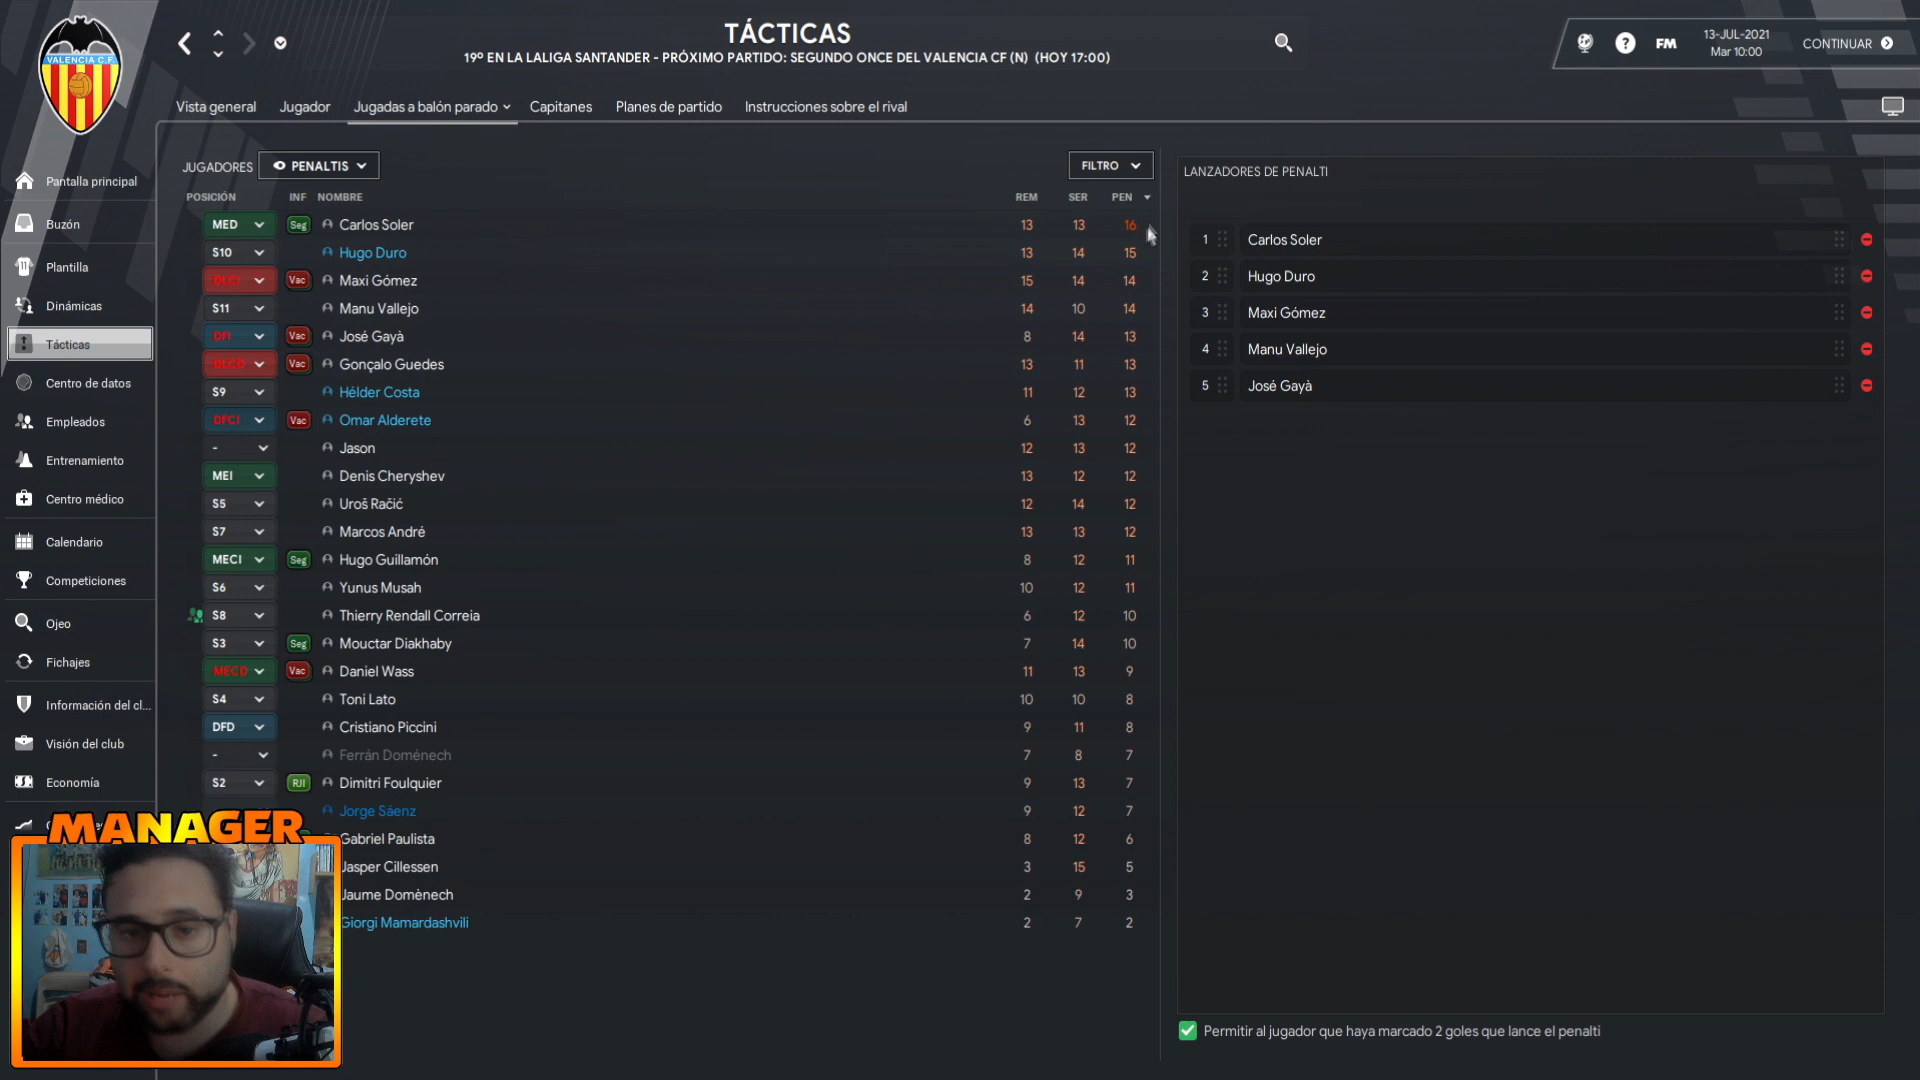 VALENCIA C.F
TÁCTICAS
19º EN LA LALIGA SANTANDER - PRÓXIMO PARTIDO: SEGUNDO ONCE DEL VALENCIA CF (N) (HOY 17:00)
FM
13-JUL-2021
Mar 10:00
CONTINUAR
Vista general
Jugador
Jugadas a balón parado
Capitanes
Planes de partido
Instrucciones sobre el rival
Pantalla principal
Buzón
Plantilla
Dinámicas
Tácticas
Centro de datos
Empleados
Entrenamiento
Centro médico
Calendario
Competiciones
Ojeo
Fichajes
Información del cl...
Visión del club
Economía
MANAGER
JUGADORES
PENALTIS
FILTRO
POSICIÓN INF NOMBRE REM SER PEN
MED Seg Carlos Soler 13 13 16
S10 Hugo Duro 13 14 15
DLCI Vac Maxi Gómez 15 14 14
S11 Manu Vallejo 14 10 14
DFI Vac José Gayà 8 14 13
DLCD Vac Gonçalo Guedes 13 11 13
S9 Hélder Costa 11 12 13
DFCI Vac Omar Alderete 6 13 12
- Jason 12 13 12
MEI Denis Cheryshev 13 12 12
S5 Uroš Račić 12 14 12
S7 Marcos André 13 13 12
MECI Seg Hugo Guillamón 8 12 11
S6 Yunus Musah 10 12 11
S8 Thierry Rendall Correia 6 12 10
S3 Seg Mouctar Diakhaby 7 14 10
MECD Vac Daniel Wass 11 13 9
S4 Toni Lato 10 10 8
DFD Cristiano Piccini 9 11 8
- Ferrán Doménech 7 8 7
S2 RJI Dimitri Foulquier 9 13 7
Jorge Sáenz 9 12 7
Gabriel Paulista 8 12 6
Jasper Cillessen 3 15 5
Jaume Domènech 2 9 3
Giorgi Mamardashvili 2 7 2
LANZADORES DE PENALTI
1 Carlos Soler
2 Hugo Duro
3 Maxi Gómez
4 Manu Vallejo
5 José Gayà
Permitir al jugador que haya marcado 2 goles que lance el penalti